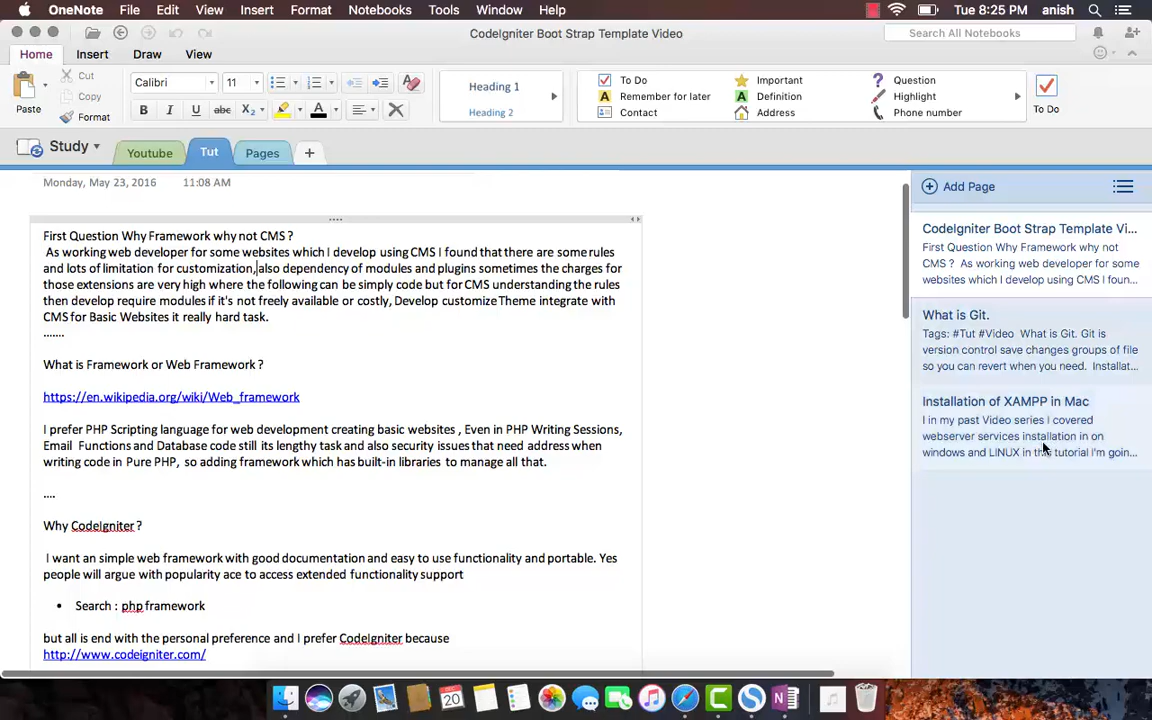 OneNote File Edit View Insert Format Notebooks Tools Window Help Tue 8:25 PM anish
CodeIgniter Boot Strap Template Video
Search All Notebooks
Home Insert Draw View
Paste
Cut
Copy
Format
Calibri 11
B I U abc X₂ A
Heading 1
Heading 2
To Do Important Question
Remember for later Definition Highlight
Contact Address Phone number
To Do
Study Youtube Tut Pages +
Monday, May 23, 2016 11:08 AM
First Question Why Framework why not CMS ?
As working web developer for some websites which I develop using CMS I found that there are some rules
and lots of limitation for customization, also dependency of modules and plugins sometimes the charges for
those extensions are very high where the following can be simply code but for CMS understanding the rules
then develop require modules if it's not freely available or costly, Develop customize Theme integrate with
CMS for Basic Websites it really hard task.
.......
What is Framework or Web Framework ?
https://en.wikipedia.org/wiki/Web_framework
I prefer PHP Scripting language for web development creating basic websites , Even in PHP Writing Sessions,
Email Functions and Database code still its lengthy task and also security issues that need address when
writing code in Pure PHP, so adding framework which has built-in libraries to manage all that.
....
Why CodeIgniter ?
I want an simple web framework with good documentation and easy to use functionality and portable. Yes
people will argue with popularity ace to access extended functionality support
• Search : php framework
but all is end with the personal preference and I prefer CodeIgniter because
http://www.codeigniter.com/
Add Page
CodeIgniter Boot Strap Template Vi...
First Question Why Framework why not
CMS ? As working web developer for some
websites which I develop using CMS I foun...
What is Git.
Tags: #Tut #Video What is Git. Git is
version control save changes groups of file
so you can revert when you need. Installat...
Installation of XAMPP in Mac
I in my past Video series I covered
webserver services installation in on
windows and LINUX in this tutorial I'm goin...
20